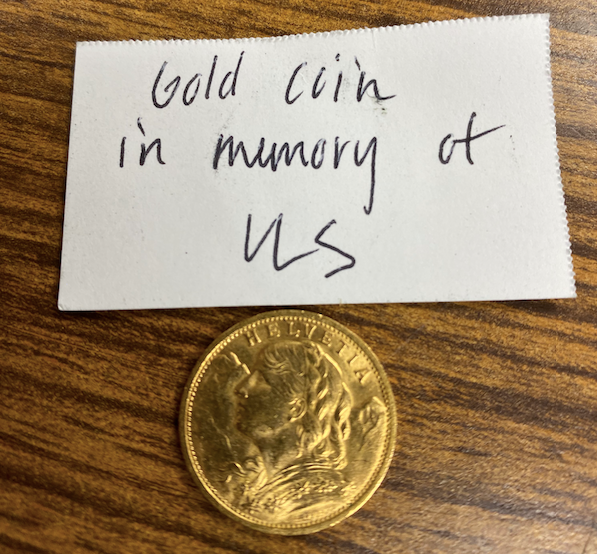 Gold coin
in memory of
VLS
HELVETIA